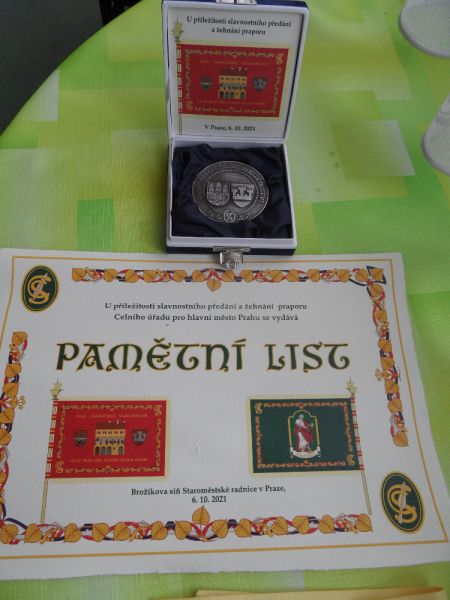 U příležitosti slavnostního předání
a žehnání praporu
V Praze, 6. 10. 2021
U příležitosti slavnostního předání a žehnání praporu
Celního úřadu pro hlavní město Prahu se vydává
PAMĚTNÍ LIST
Brožíkova síň Staroměstské radnice v Praze,
6. 10. 2021